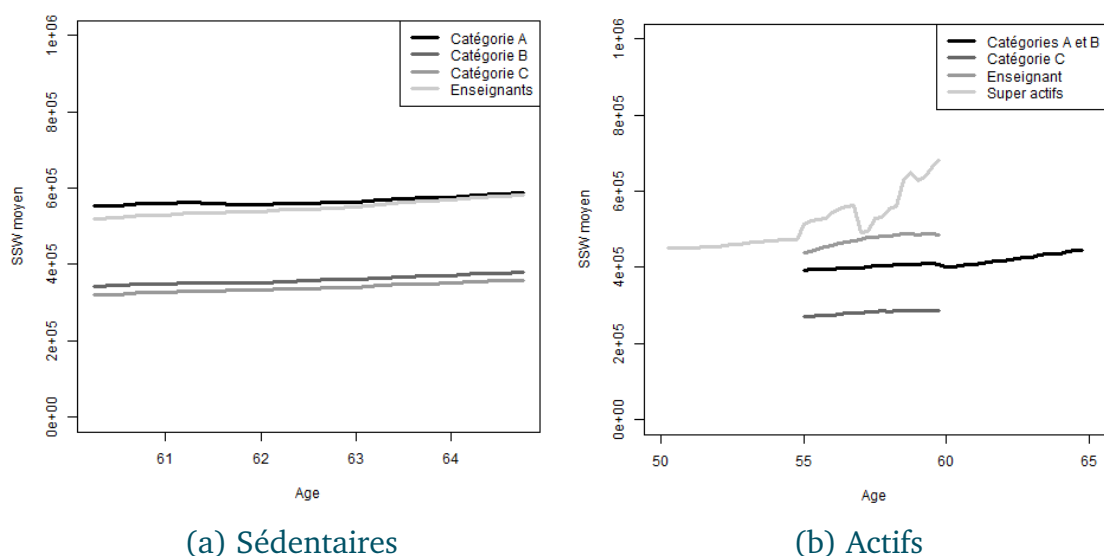 Catégorie A
Catégorie B
Catégorie C
Enseignants
SSW moyen
1e+06
8e+05
6e+05
4e+05
2e+05
0e+00
61 62 63 64
Age
(a) Sédentaires
Catégories A et B
Catégorie C
Enseignant
Super actifs
SSW moyen
1e+06
8e+05
6e+05
4e+05
2e+05
0e+00
50 55 60 65
Age
(b) Actifs